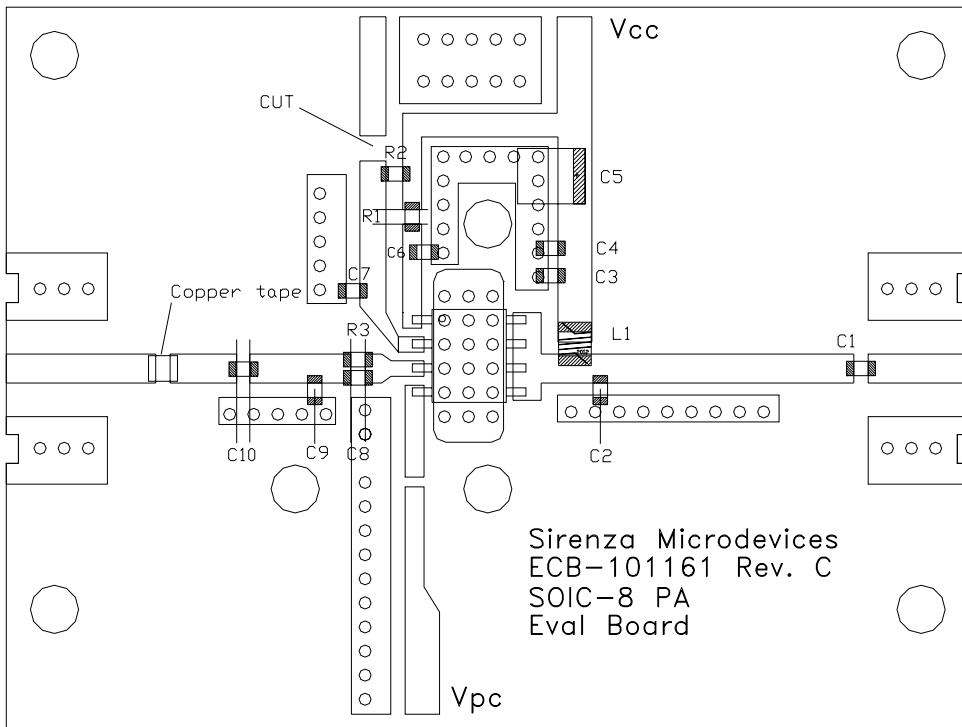 Vcc
CUT
R2
C5
R1
C6
C4
C7
C3
Copper tape
R3
L1
C1
C10
C9
C8
C2
Sirenza Microdevices
ECB-101161 Rev. C
SOIC-8 PA
Eval Board
Vpc